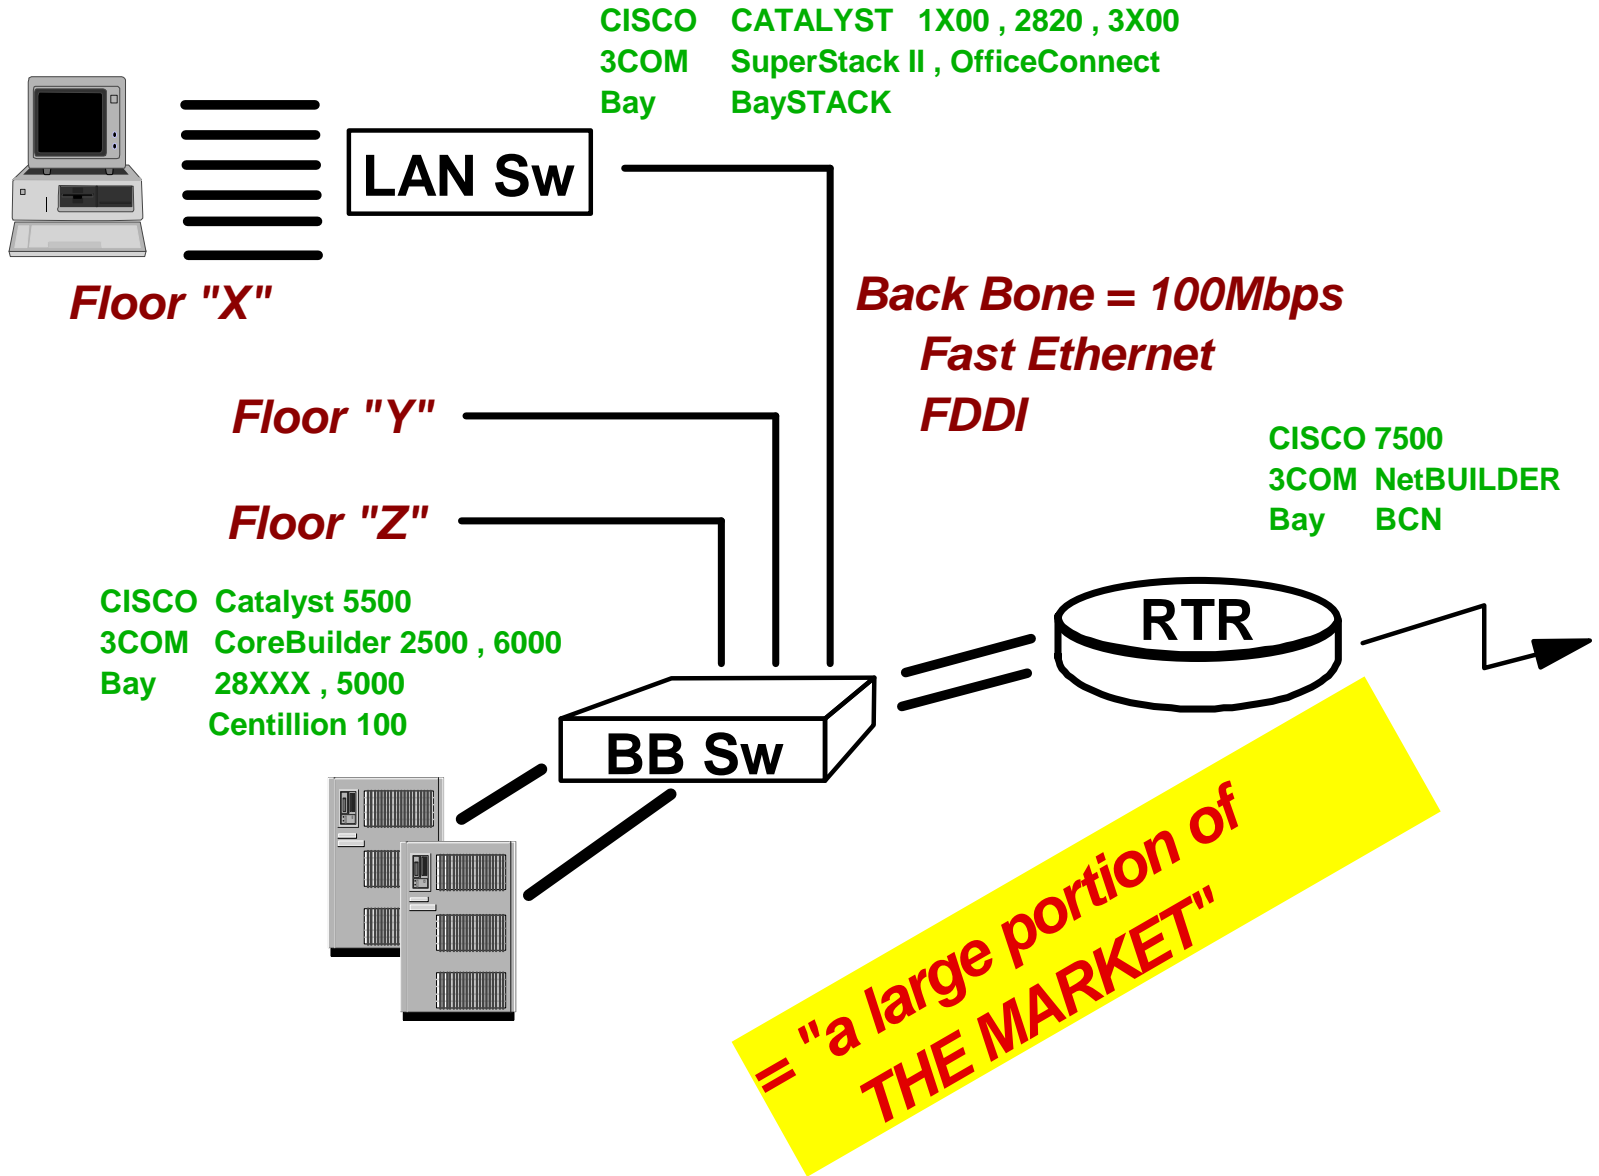 CISCO CATALYST 1X00 , 2820 , 3X00
3COM SuperStack II , OfficeConnect
Bay BaySTACK
LAN Sw
Floor "X"
Back Bone = 100Mbps
Fast Ethernet
FDDI
Floor "Y"
Floor "Z"
CISCO 7500
3COM NetBUILDER
Bay BCN
CISCO Catalyst 5500
3COM CoreBuilder 2500 , 6000
Bay 28XXX , 5000
Centillion 100
RTR
BB Sw
= "a large portion of
THE MARKET"